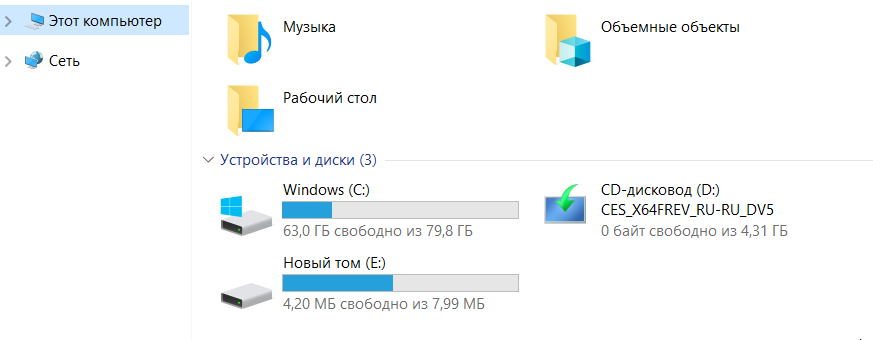 Этот компьютер
Сеть
Музыка
Объемные объекты
Рабочий стол
Устройства и диски (3)
Windows (C:)
63,0 ГБ свободно из 79,8 ГБ
CD-дисковод (D:)
CES_X64FREV_RU-RU_DV5
0 байт свободно из 4,31 ГБ
Новый том (E:)
4,20 МБ свободно из 7,99 МБ